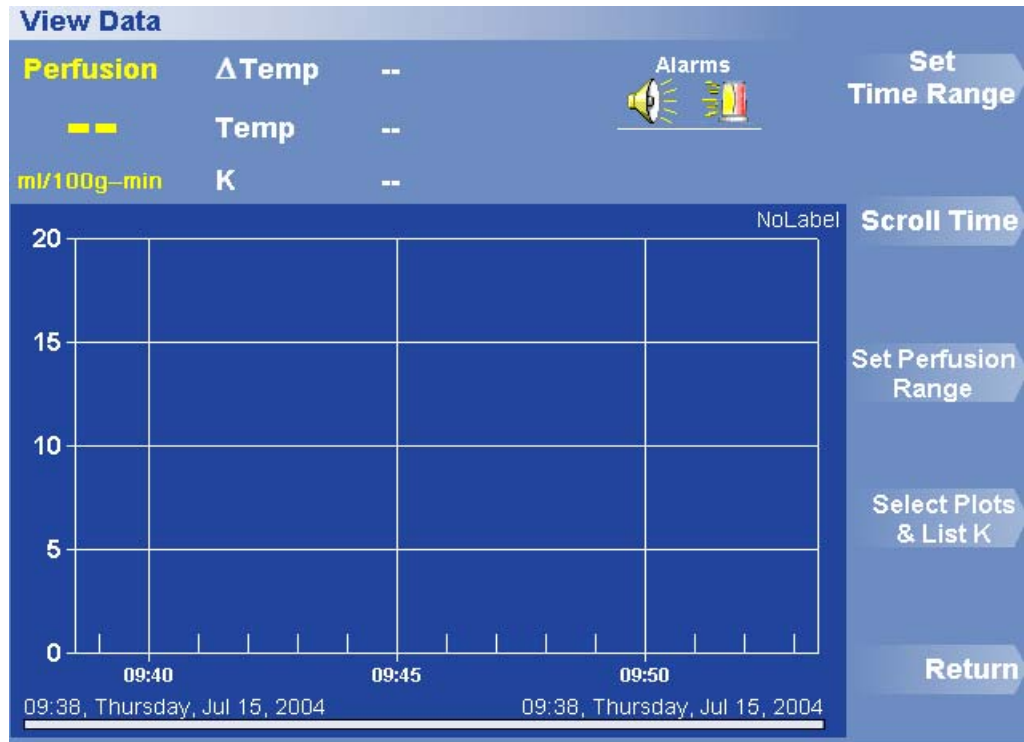 View Data
Perfusion
--
ml/100g--min
ΔTemp --
Temp --
K --
Alarms
Set
Time Range
Scroll Time
Set Perfusion
Range
Select Plots
& List K
Return
NoLabel
20
15
10
5
0
09:40 09:45 09:50
09:38, Thursday, Jul 15, 2004 09:38, Thursday, Jul 15, 2004